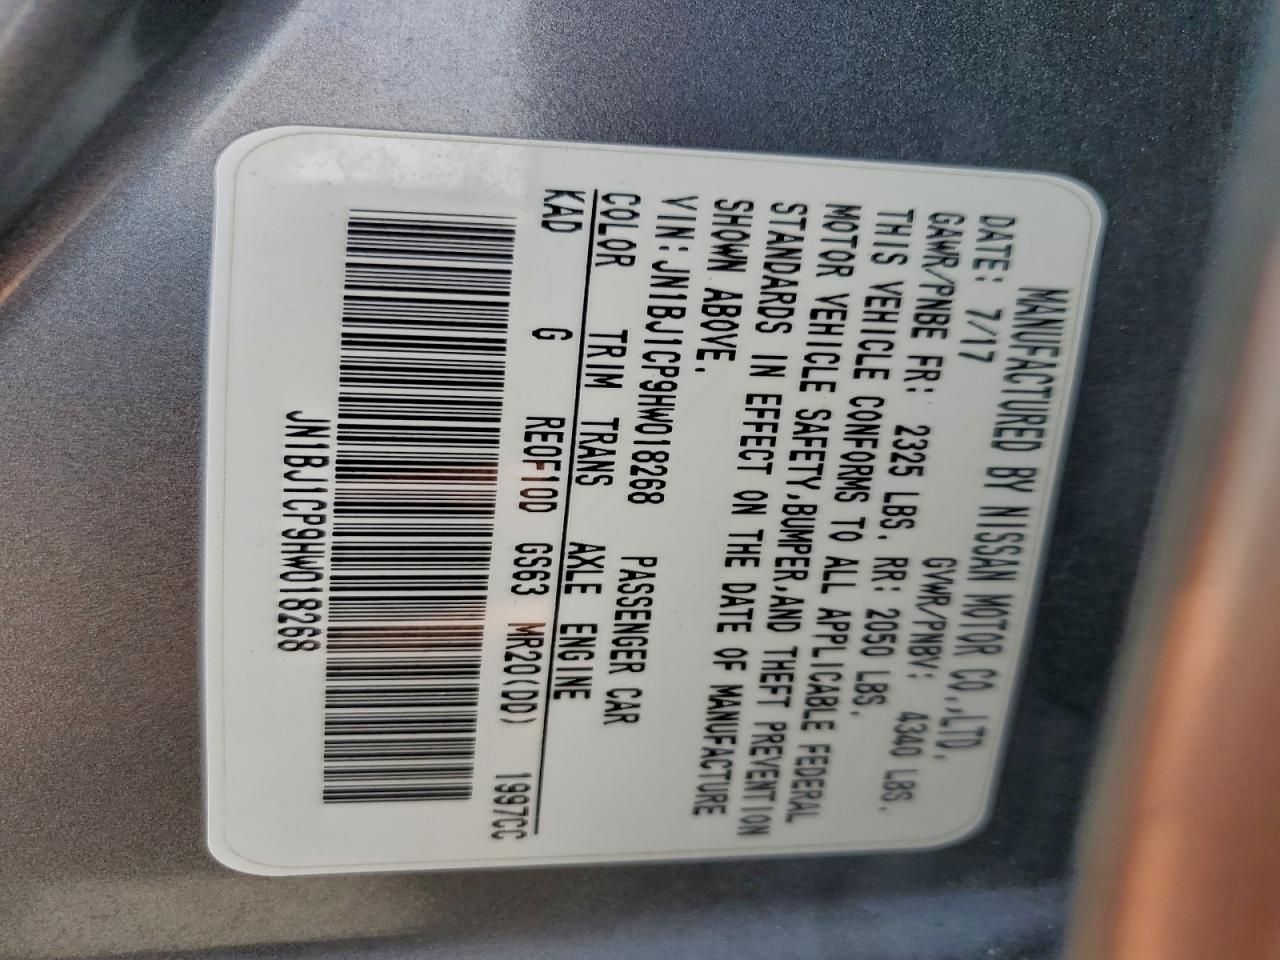 MANUFACTURED BY NISSAN MOTOR CO.,LTD.
DATE: 7/17 GVWR/PNBV: 4340 LBS.
GAWR/PNBE FR: 2325 LBS. RR: 2050 LBS.
THIS VEHICLE CONFORMS TO ALL APPLICABLE FEDERAL
MOTOR VEHICLE SAFETY,BUMPER,AND THEFT PREVENTION
STANDARDS IN EFFECT ON THE DATE OF MANUFACTURE
SHOWN ABOVE.
VIN:JN1BJ1CP9HW018268 PASSENGER CAR
COLOR TRIM TRANS AXLE ENGINE
KAD G RE0F10D GS63 MR20(DD) 1997CC
JN1BJ1CP9HW018268